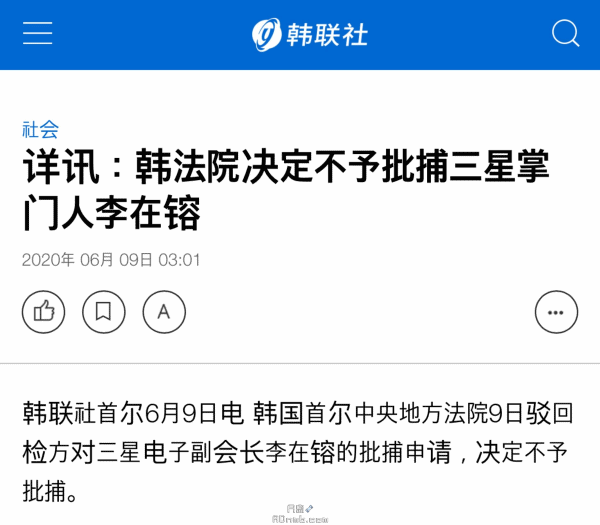 韩联社
社会
详讯：韩法院决定不予批捕三星掌
门人李在镕
2020年 06月 09日 03:01
A
韩联社首尔6月9日电 韩国首尔中央地方法院9日驳回
检方对三星电子副会长李在镕的批捕申请，决定不予
批捕。